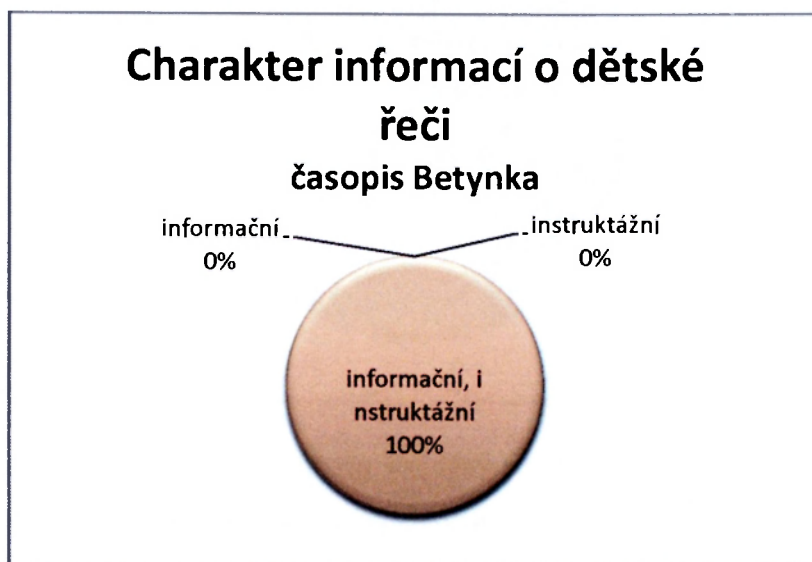 Charakter informací o dětské
řeči
časopis Betynka
informační
0%
instruktážní
0%
informační, i
nstruktážní
100%